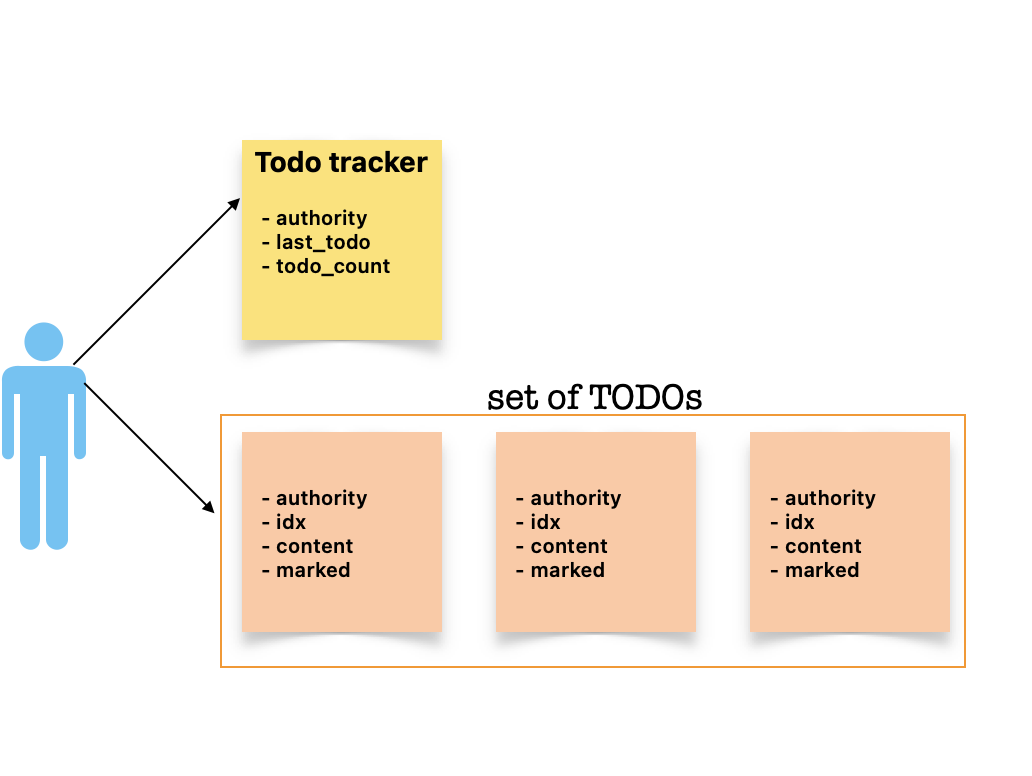 Todo tracker
- authority
- last_todo
- todo_count
set of TODOs
- authority
- idx
- content
- marked
- authority
- idx
- content
- marked
- authority
- idx
- content
- marked